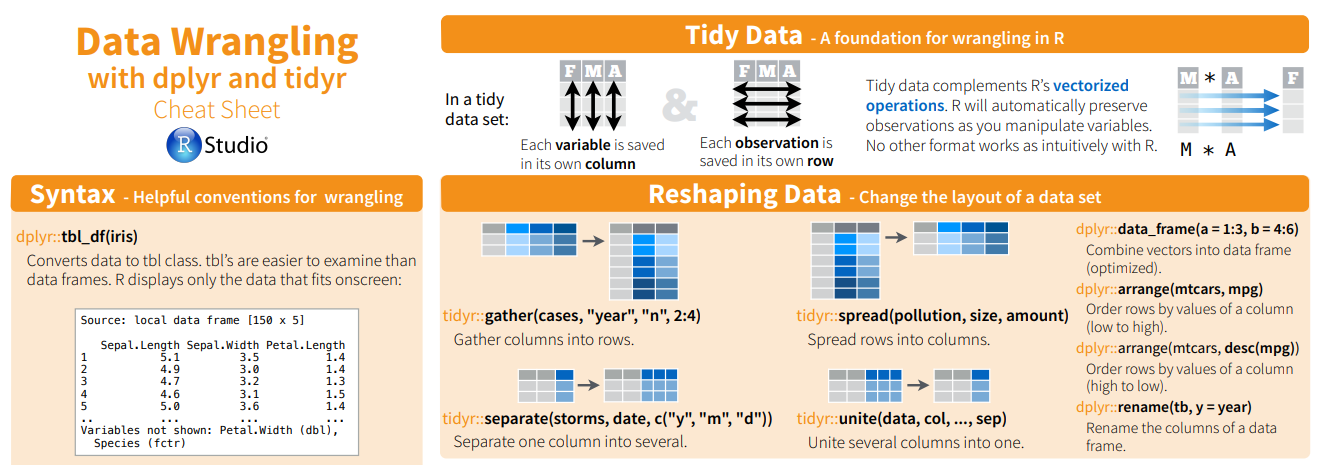 Data Wrangling
with dplyr and tidyr
Cheat Sheet
R Studio®
Syntax - Helpful conventions for wrangling
dplyr::tbl_df(iris)
Converts data to tbl class. tbl's are easier to examine than
data frames. R displays only the data that fits onscreen:
Source: local data frame [150 x 5]
Sepal.Length Sepal.Width Petal.Length
1 5.1 3.5 1.4
2 4.9 3.0 1.4
3 4.7 3.2 1.3
4 4.6 3.1 1.5
5 5.0 3.6 1.4
.. ... ... ...
Variables not shown: Petal.Width (dbl),
Species (fctr)
Tidy Data - A foundation for wrangling in R
In a tidy
data set:
F M A
Each variable is saved
in its own column
&
F M A
Each observation is
saved in its own row
Tidy data complements R's vectorized
operations. R will automatically preserve
observations as you manipulate variables.
No other format works as intuitively with R.
M * A F
M * A
Reshaping Data - Change the layout of a data set
tidyr::gather(cases, "year", "n", 2:4)
Gather columns into rows.
tidyr::spread(pollution, size, amount)
Spread rows into columns.
tidyr::separate(storms, date, c("y", "m", "d"))
Separate one column into several.
tidyr::unite(data, col, ..., sep)
Unite several columns into one.
dplyr::data_frame(a = 1:3, b = 4:6)
Combine vectors into data frame
(optimized).
dplyr::arrange(mtcars, mpg)
Order rows by values of a column
(low to high).
dplyr::arrange(mtcars, desc(mpg))
Order rows by values of a column
(high to low).
dplyr::rename(tb, y = year)
Rename the columns of a data
frame.